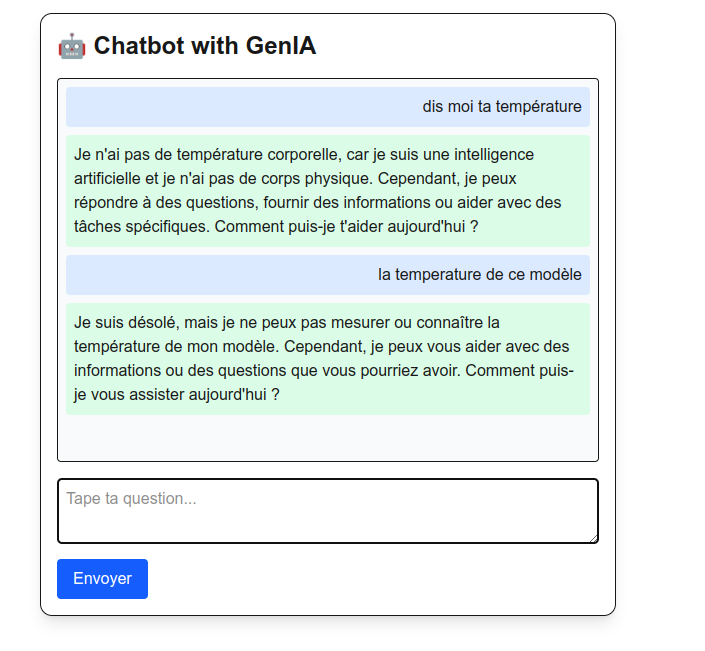 🤖 Chatbot with GenIA
dis moi ta température
Je n'ai pas de température corporelle, car je suis une intelligence
artificielle et je n'ai pas de corps physique. Cependant, je peux
répondre à des questions, fournir des informations ou aider avec des
tâches spécifiques. Comment puis-je t'aider aujourd'hui ?
la temperature de ce modèle
Je suis désolé, mais je ne peux pas mesurer ou connaître la
température de mon modèle. Cependant, je peux vous aider avec des
informations ou des questions que vous pourriez avoir. Comment puis-
je vous assister aujourd'hui ?
Tape ta question...
Envoyer